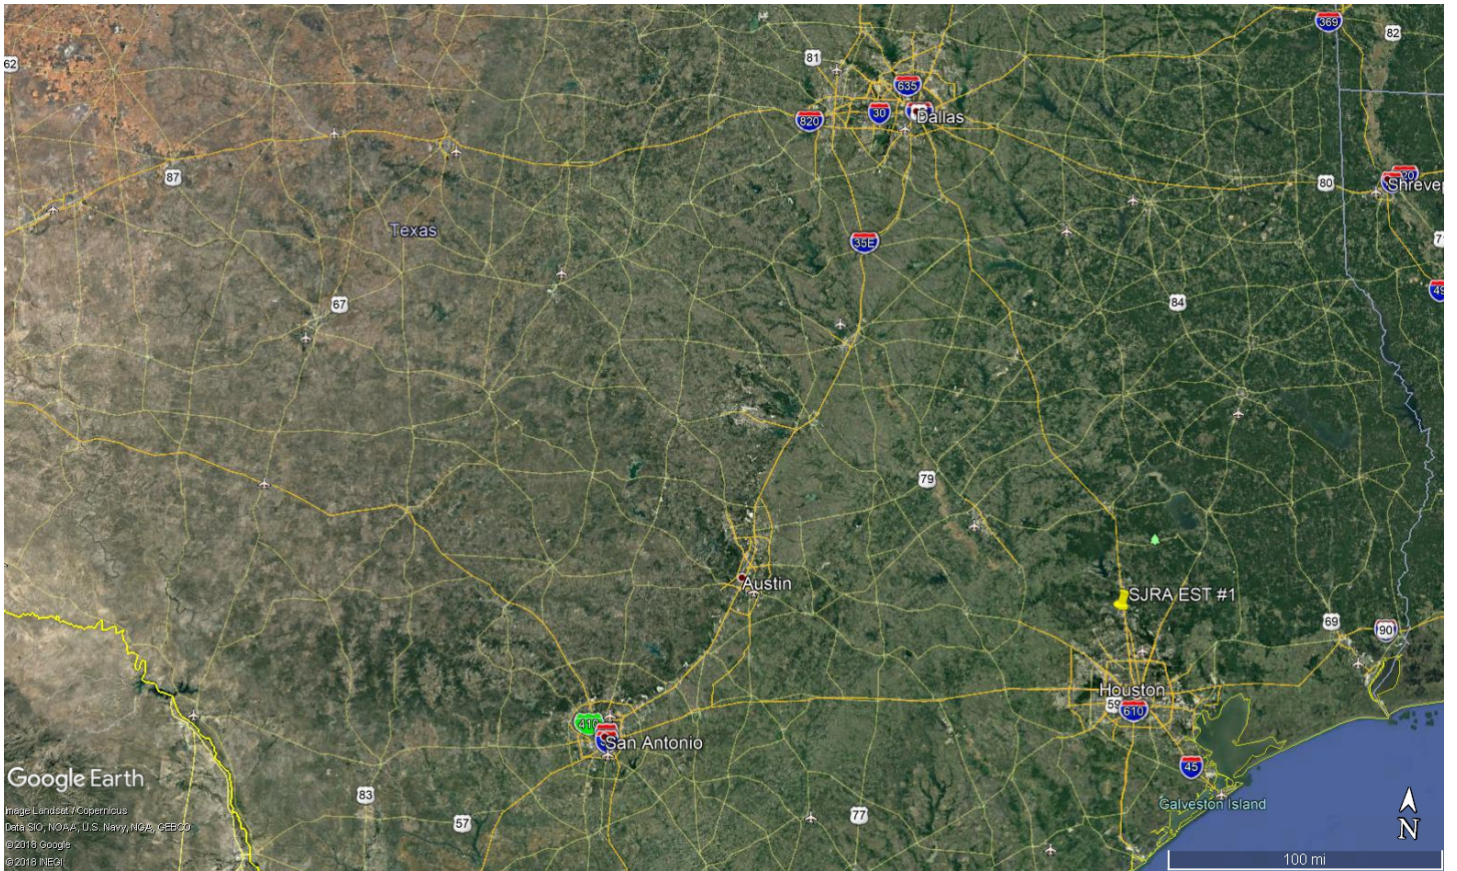 369
82
81
62
635
820
30
Dallas
87
80
20
Shrevep
Texas
35E
67
84
49
79
Austin
SJRA EST #1
69
90
Houston
59
610
410
San Antonio
45
Google Earth
83
Galveston Island
Image Landsat / Copernicus
Data SIO, NOAA, U.S. Navy, NGA, GEBCO
©2018 Google
©2018 INEGI
57
77
N
100 mi